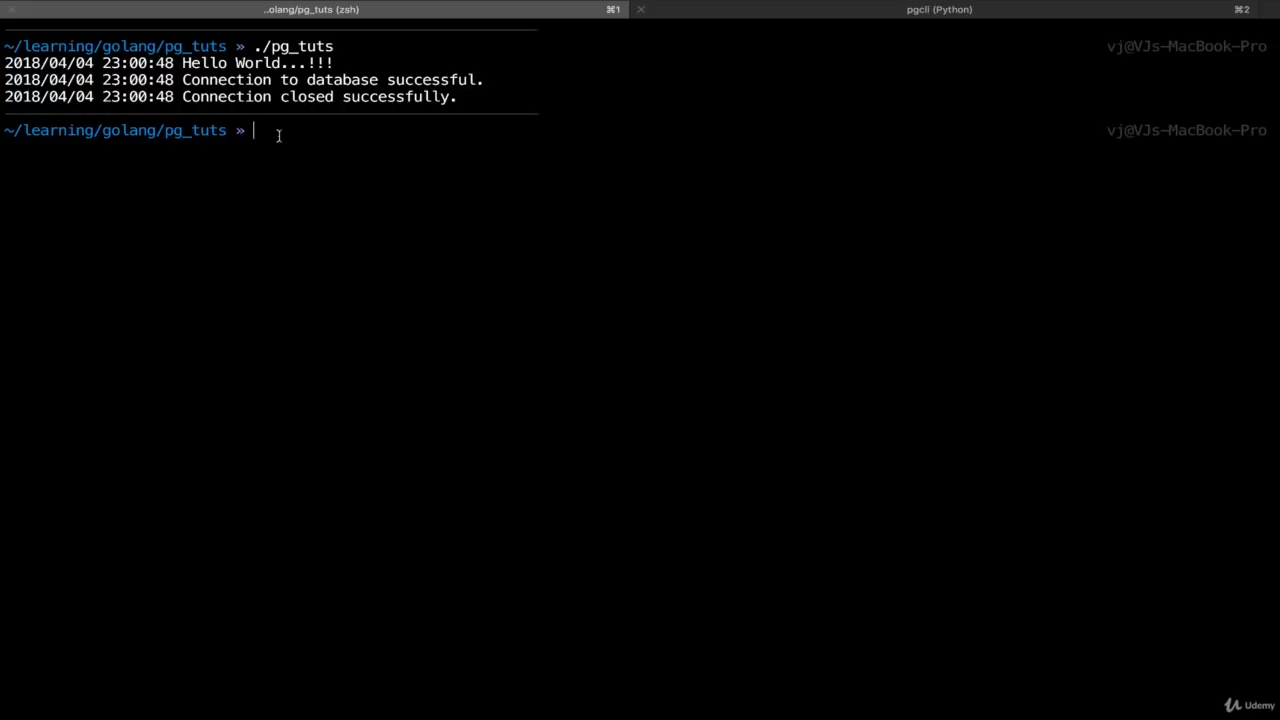 ..olang/pg_tuts (zsh) ⌘1 pgcli (Python) ⌘2
~/learning/golang/pg_tuts » ./pg_tuts vj@VJs-MacBook-Pro
2018/04/04 23:00:48 Hello World...!!!
2018/04/04 23:00:48 Connection to database successful.
2018/04/04 23:00:48 Connection closed successfully.
~/learning/golang/pg_tuts » vj@VJs-MacBook-Pro
Udemy